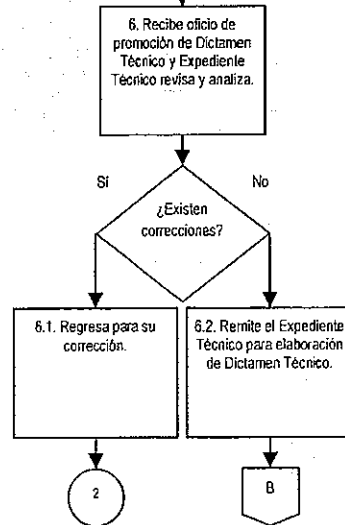 6. Recibe oficio de
promoción de Dictamen
Técnico y Expediente
Técnico revisa y analiza.
Sí
No
¿Existen
correcciones?
6.1. Regresa para su
corrección.
6.2. Remite el Expediente
Técnico para elaboración
de Dictamen Técnico.
2
B